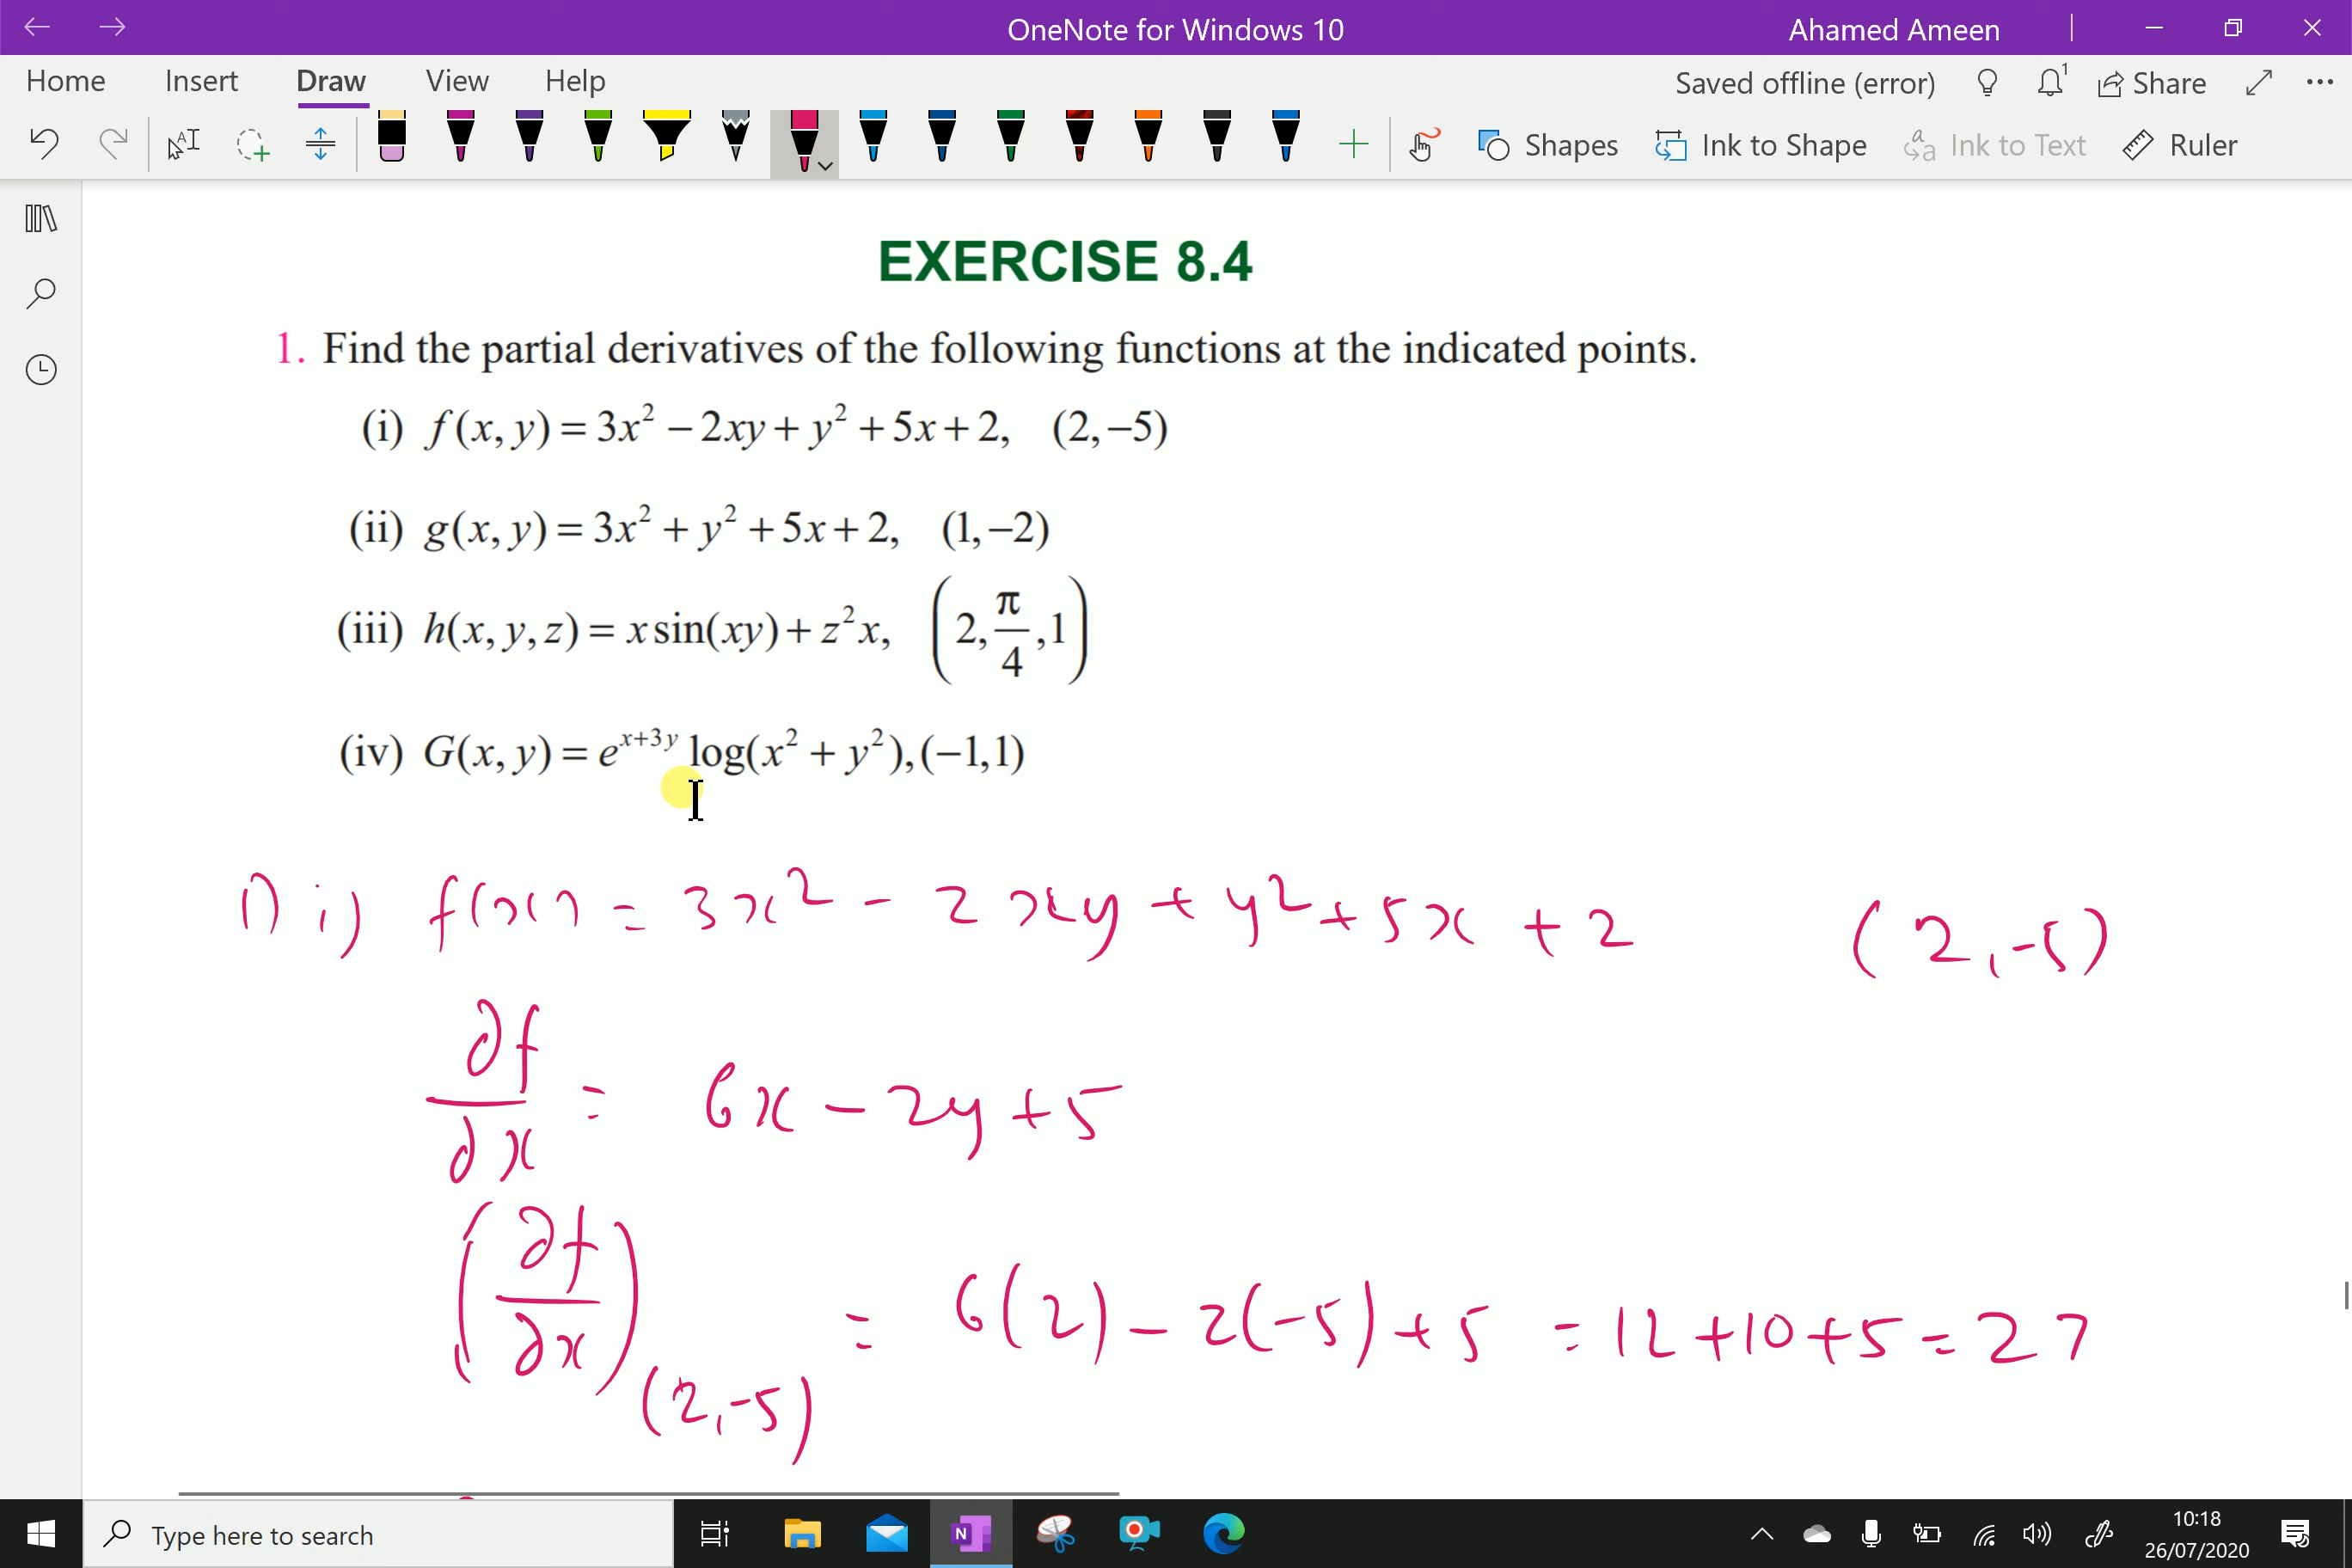 OneNote for Windows 10 Ahamed Ameen
Home Insert Draw View Help Saved offline (error) 1 Share
Shapes Ink to Shape Ink to Text Ruler
EXERCISE 8.4
1. Find the partial derivatives of the following functions at the indicated points.
(i) f(x, y) = 3x² − 2xy + y² + 5x + 2, (2, −5)
(ii) g(x, y) = 3x² + y² + 5x + 2, (1, −2)
(iii) h(x, y, z) = x sin(xy) + z²x, (2, π/4, 1)
(iv) G(x, y) = e^(x+3y) log(x² + y²), (−1, 1)
1) i) f(x) = 3x² - 2xy + y² + 5x + 2 (2, -5)
∂f/∂x = 6x - 2y + 5
(∂f/∂x)(2, -5) = 6(2) - 2(-5) + 5 = 12 + 10 + 5 = 27
Type here to search N 10:18
26/07/2020